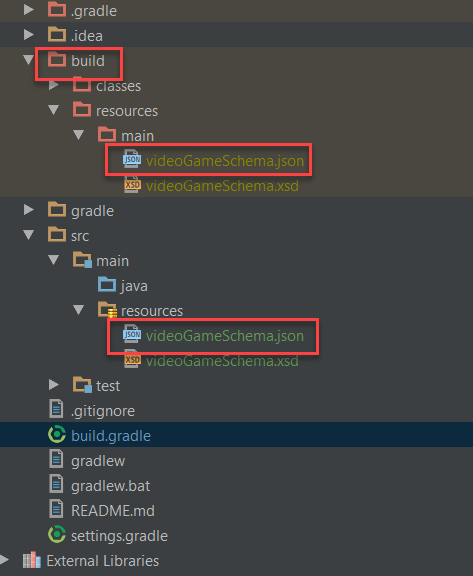 .gradle
.idea
build
classes
resources
main
JSON videoGameSchema.json
XSD videoGameSchema.xsd
gradle
src
main
java
resources
JSON videoGameSchema.json
XSD videoGameSchema.xsd
test
.gitignore
build.gradle
gradlew
gradlew.bat
README.md
settings.gradle
External Libraries